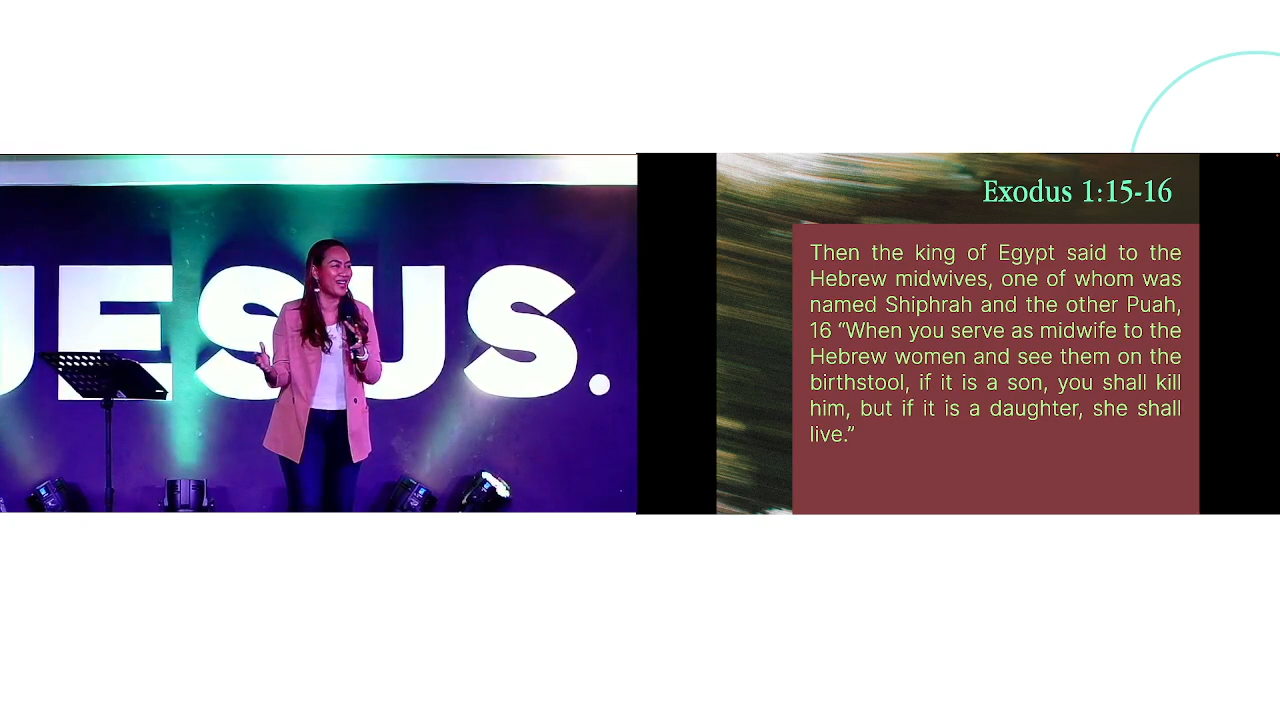 JESUS.
Exodus 1:15-16
Then the king of Egypt said to the
Hebrew midwives, one of whom was
named Shiphrah and the other Puah,
16 “When you serve as midwife to the
Hebrew women and see them on the
birthstool, if it is a son, you shall kill
him, but if it is a daughter, she shall
live.”